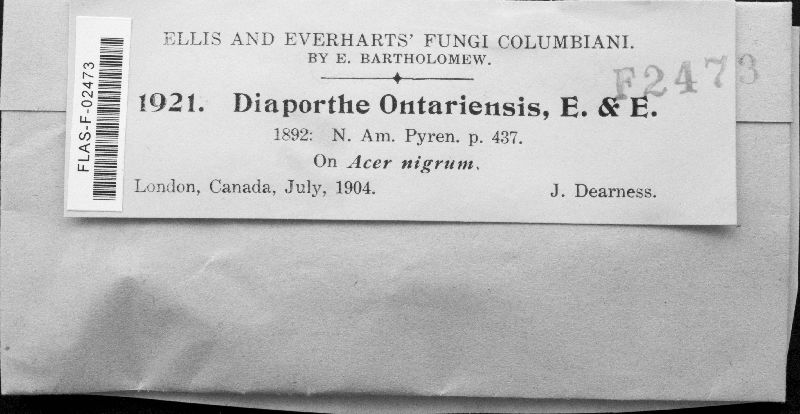 ELLIS AND EVERHARTS' FUNGI COLUMBIANI.
BY E. BARTHOLOMEW.
F2473
1921. Diaporthe Ontariensis, E. & E.
1892: N. Am. Pyren. p. 437.
On Acer nigrum.
London, Canada, July, 1904. J. Dearness.
FLAS-F-02473